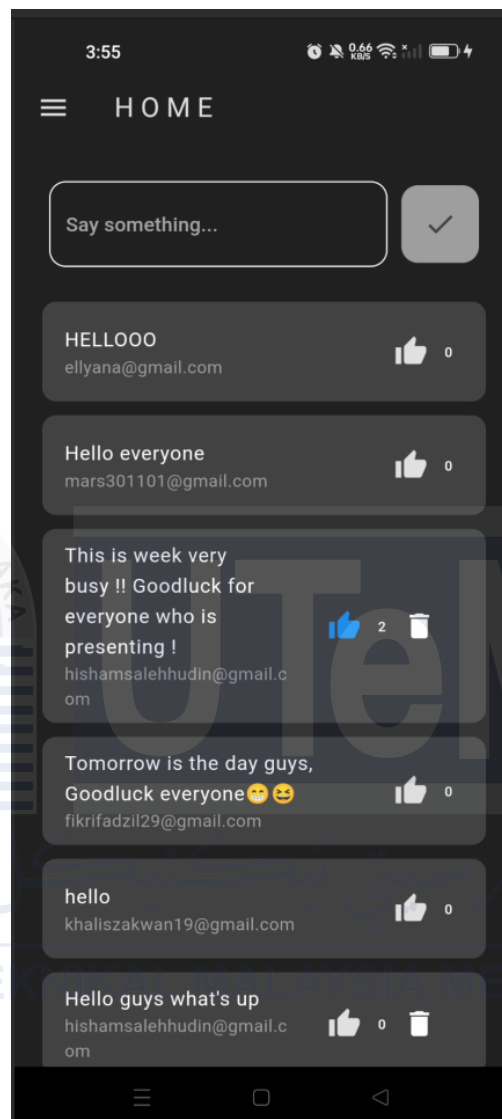 3:55
0.66
KB/S
HOME
Say something...
HELLOOO
0
ellyana@gmail.com
Hello everyone
0
mars301101@gmail.com
This is week very
busy !! Goodluck for
everyone who is
2
presenting !
hishamsalehhudin@gmail.c
om
Tomorrow is the day guys,
Goodluck everyone😁😆
0
fikrifadzil29@gmail.com
hello
0
khaliszakwan19@gmail.com
Hello guys what's up
hishamsalehhudin@gmail.c
0
om
UTeM
MALAYSIA